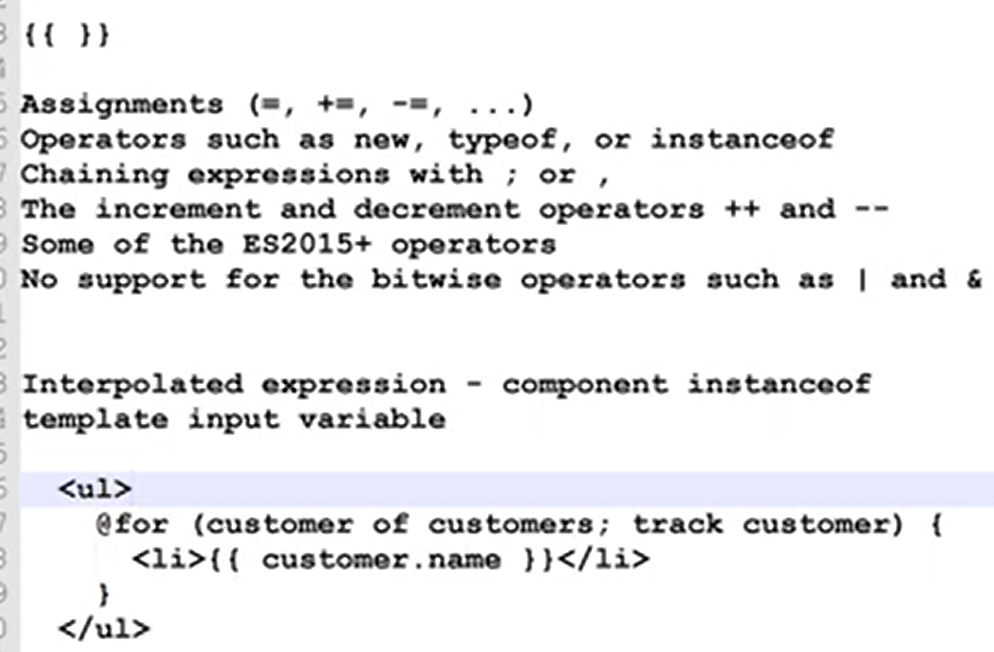 {{ }}
Assignments (=, +=, -=, ...)
Operators such as new, typeof, or instanceof
Chaining expressions with ; or ,
The increment and decrement operators ++ and --
Some of the ES2015+ operators
No support for the bitwise operators such as | and &
Interpolated expression - component instanceof
template input variable
<ul>
@for (customer of customers; track customer) {
<li>{{ customer.name }}</li>
}
</ul>